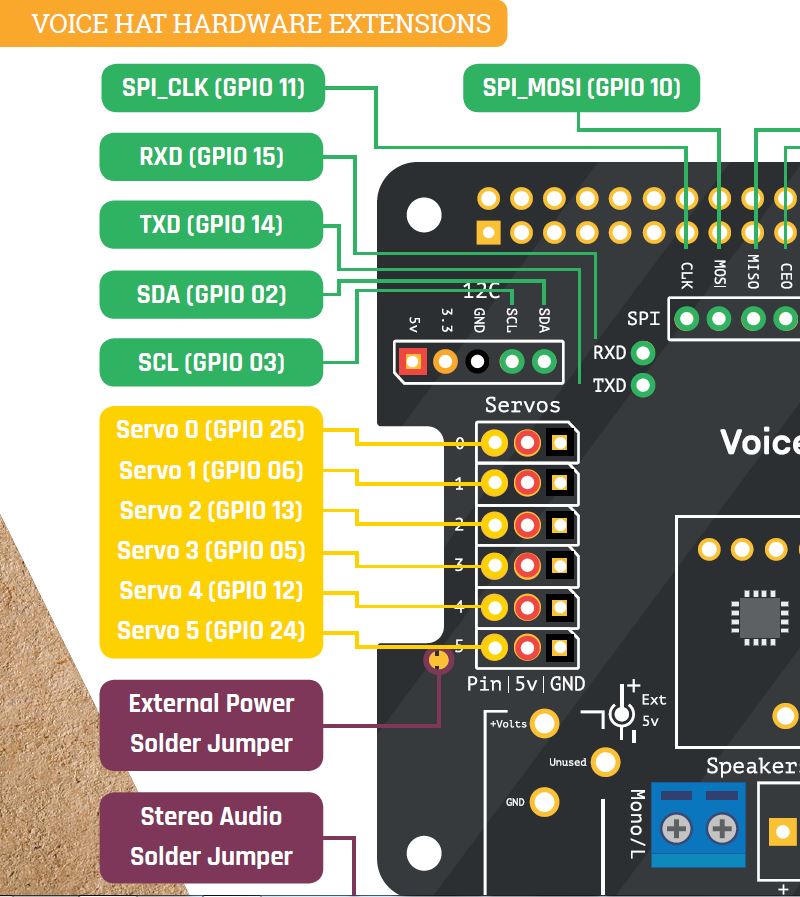 VOICE HAT HARDWARE EXTENSIONS
SPI_CLK (GPIO 11)
SPI_MOSI (GPIO 10)
RXD (GPIO 15)
TXD (GPIO 14)
SDA (GPIO 02)
SCL (GPIO 03)
CLK
MOSI
MISO
CEO
I2C
5v
3.3
GND
SCL
SDA
SPI
RXD
TXD
Servos
Servo 0 (GPIO 26)
Servo 1 (GPIO 06)
Servo 2 (GPIO 13)
Servo 3 (GPIO 05)
Servo 4 (GPIO 12)
Servo 5 (GPIO 24)
0
1
2
3
4
5
Pin|5v|GND
Voice
External Power
Solder Jumper
+Volts
+
Ext
5v
Unused
GND
Speakers
Mono/L
+
Stereo Audio
Solder Jumper